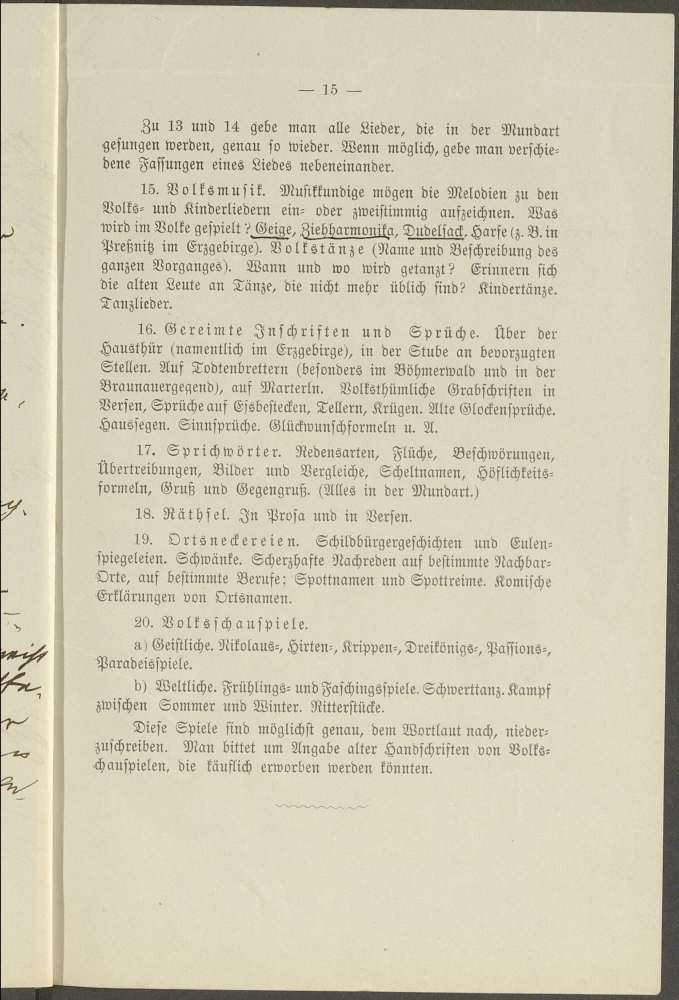 — 15 —
Zu 13 und 14 gebe man alle Lieder, die in der Mundart
gesungen werden, genau so wieder. Wenn möglich, gebe man verschie-
dene Fassungen eines Liedes nebeneinander.
15. Volksmusik. Musikkundige mögen die Melodien zu den
Volks- und Kinderliedern ein- oder zweistimmig aufzeichnen. Was
wird im Volke gespielt? Geige, Ziehharmonika, Dudelsack, Harfe (z. B. in
Preßnitz im Erzgebirge). Volkstänze (Name und Beschreibung des
ganzen Vorganges). Wann und wo wird getanzt? Erinnern sich
die alten Leute an Tänze, die nicht mehr üblich sind? Kindertänze.
Tanzlieder.
16. Gereimte Inschriften und Sprüche. Über der
Hausthür (namentlich im Erzgebirge), in der Stube an bevorzugten
Stellen. Auf Todtenbrettern (besonders im Böhmerwald und in der
Braunauergegend), auf Marterln. Volksthümliche Grabschriften in
Versen, Sprüche auf Essbestecken, Tellern, Krügen. Alte Glockensprüche.
Haussegen. Sinnsprüche. Glückwunschformeln u. A.
17. Sprichwörter. Redensarten, Flüche, Beschwörungen,
Übertreibungen, Bilder und Vergleiche, Scheltnamen, Höflichkeits-
formeln, Gruß und Gegengruß. (Alles in der Mundart.)
18. Räthsel. In Prosa und in Versen.
19. Ortsneckereien. Schildbürgergeschichten und Eulen-
spiegeleien. Schwänke. Scherzhafte Nachreden auf bestimmte Nachbar-
Orte, auf bestimmte Berufe; Spottnamen und Spottreime. Komische
Erklärungen von Ortsnamen.
20. Volksschauspiele.
a) Geistliche. Nikolaus-, Hirten-, Krippen-, Dreikönigs-, Passions-,
Paradeisspiele.
b) Weltliche. Frühlings- und Faschingsspiele. Schwerttanz. Kampf
zwischen Sommer und Winter. Ritterstücke.
Diese Spiele sind möglichst genau, dem Wortlaut nach, nieder-
zuschreiben. Man bittet um Angabe alter Handschriften von Volks-
schauspielen, die käuflich erworben werden könnten.